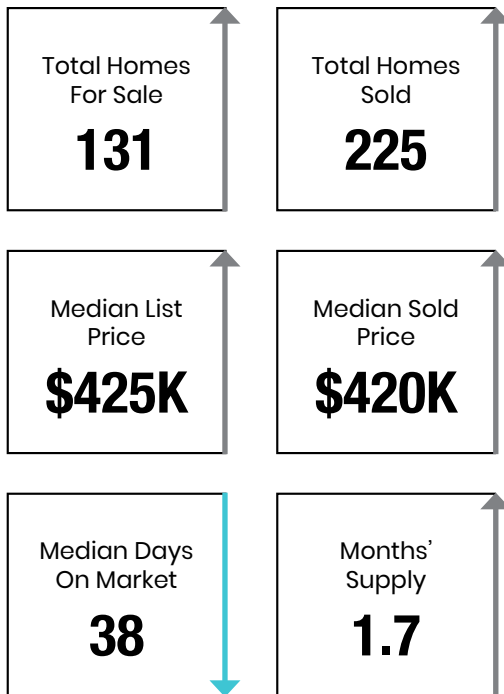 Total Homes
For Sale
131
Total Homes
Sold
225
Median List
Price
$425K
Median Sold
Price
$420K
Median Days
On Market
38
Months’
Supply
1.7